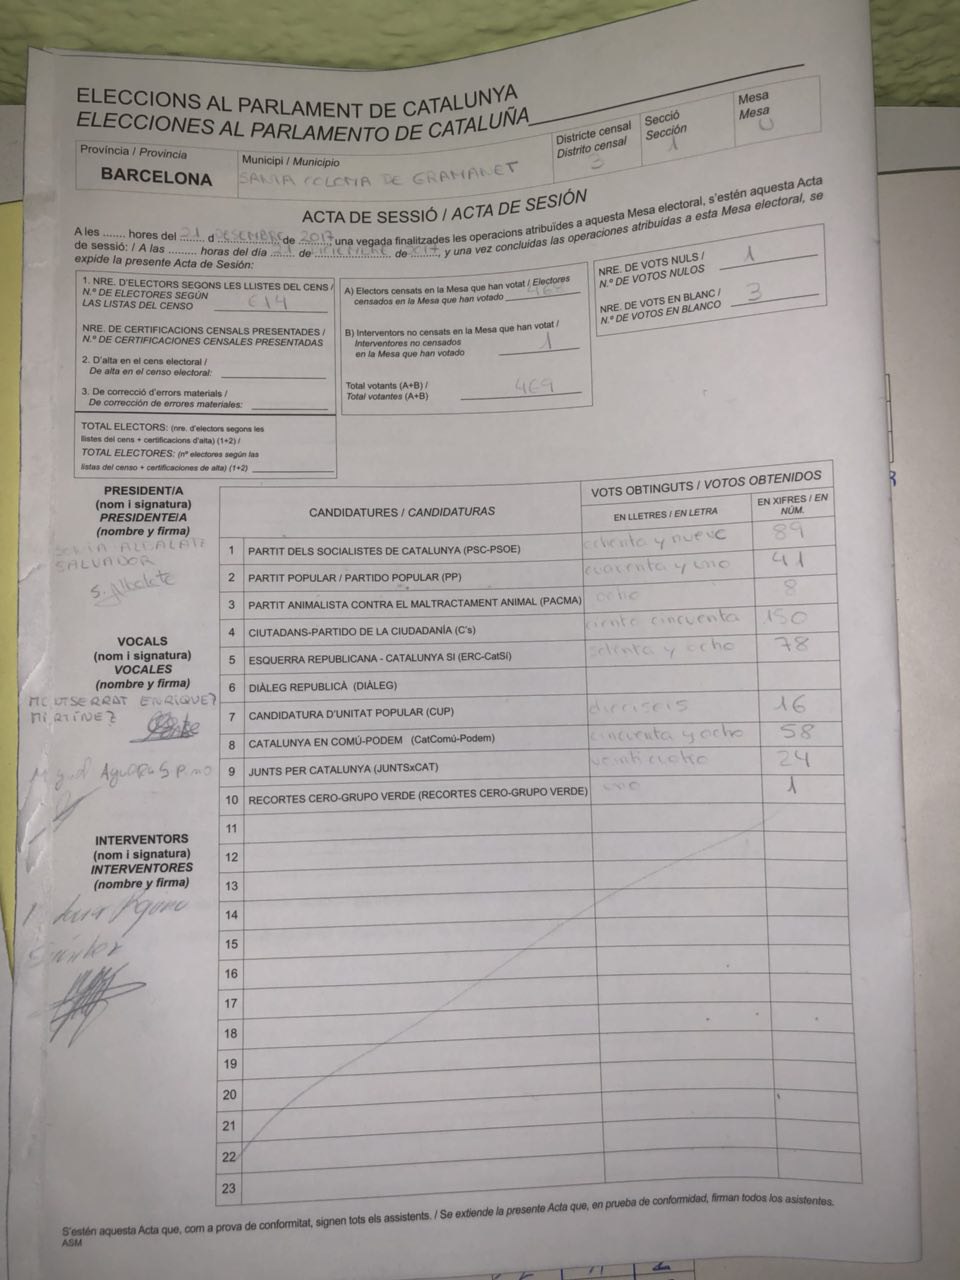 ELECCIONS AL PARLAMENT DE CATALUNYA
ELECCIONES AL PARLAMENTO DE CATALUÑA
Província / Provincia
BARCELONA
Municipi / Municipio
SANTA COLOMA DE GRAMANET
Districte censal
Distrito censal
3
Secció
Sección
1
Mesa
Mesa
U
ACTA DE SESSIÓ / ACTA DE SESIÓN
A les ....... hores del 21 d DESEMBRE de 2017 una vegada finalitzades les operacions atribuïdes a aquesta Mesa electoral, s'estén aquesta Acta
de sessió: / A las ......... horas del día 21 de DICIEMBRE de 2017, y una vez concluidas las operaciones atribuidas a esta Mesa electoral, se
expide la presente Acta de Sesión:
1. NRE. D'ELECTORS SEGONS LES LLISTES DEL CENS /
N.º DE ELECTORES SEGÚN
LAS LISTAS DEL CENSO 614
NRE. DE CERTIFICACIONS CENSALS PRESENTADES /
N.º DE CERTIFICACIONES CENSALES PRESENTADAS
2. D'alta en el cens electoral /
De alta en el censo electoral:
3. De correcció d'errors materials /
De corrección de errores materiales:
TOTAL ELECTORS: (nre. d'electors segons les
llistes del cens + certificacions d'alta) (1+2) /
TOTAL ELECTORES: (nº electores según las
listas del censo + certificaciones de alta) (1+2)
A) Electors censats en la Mesa que han votat / Electores
censados en la Mesa que han votado 468
B) Interventors no censats en la Mesa que han votat /
Interventores no censados
en la Mesa que han votado 1
Total votants (A+B) /
Total votantes (A+B) 469
NRE. DE VOTS NULS /
N.º DE VOTOS NULOS 1
NRE. DE VOTS EN BLANC /
N.º DE VOTOS EN BLANCO 3
PRESIDENT/A
(nom i signatura)
PRESIDENTE/A
(nombre y firma)
SONIA ALBALATE
SALVADOR
S. Albalate
VOCALS
(nom i signatura)
VOCALES
(nombre y firma)
MONTSERRAT ENRIQUEZ
MARTINEZ
INTERVENTORS
(nom i signatura)
INTERVENTORES
(nombre y firma)
CANDIDATURES / CANDIDATURAS
VOTS OBTINGUTS / VOTOS OBTENIDOS
EN LLETRES / EN LETRA
EN XIFRES / EN NÚM.
1 PARTIT DELS SOCIALISTES DE CATALUNYA (PSC-PSOE) ochenta y nueve 89
2 PARTIT POPULAR / PARTIDO POPULAR (PP) cuarenta y uno 41
3 PARTIT ANIMALISTA CONTRA EL MALTRACTAMENT ANIMAL (PACMA) ocho 8
4 CIUTADANS-PARTIDO DE LA CIUDADANÍA (C's) ciento cincuenta 150
5 ESQUERRA REPUBLICANA - CATALUNYA SI (ERC-CatSí) setenta y ocho 78
6 DIÀLEG REPUBLICÀ (DIÀLEG)
7 CANDIDATURA D'UNITAT POPULAR (CUP) dieciseis 16
8 CATALUNYA EN COMÚ-PODEM (CatComú-Podem) cincuenta y ocho 58
9 JUNTS PER CATALUNYA (JUNTSxCAT) veinticuatro 24
10 RECORTES CERO-GRUPO VERDE (RECORTES CERO-GRUPO VERDE) uno 1
11
12
13
14
15
16
17
18
19
20
21
22
23
S'estén aquesta Acta que, com a prova de conformitat, signen tots els assistents. / Se extiende la presente Acta que, en prueba de conformidad, firman todos los asistentes.
ASM